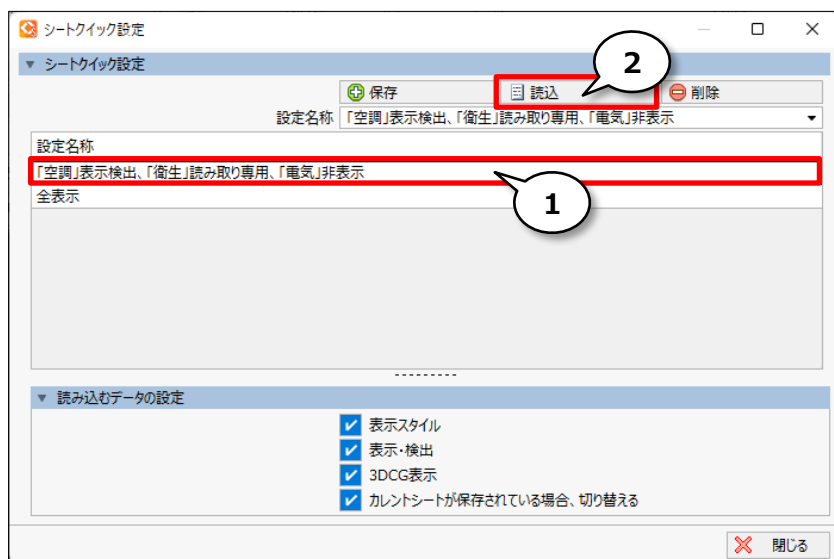 シートクイック設定
シートクイック設定
2
保存 読込 削除
設定名称 「空調」表示検出、「衛生」読み取り専用、「電気」非表示
設定名称
「空調」表示検出、「衛生」読み取り専用、「電気」非表示
1
全表示
読み込むデータの設定
表示スタイル
表示・検出
3DCG表示
カレントシートが保存されている場合、切り替える
閉じる